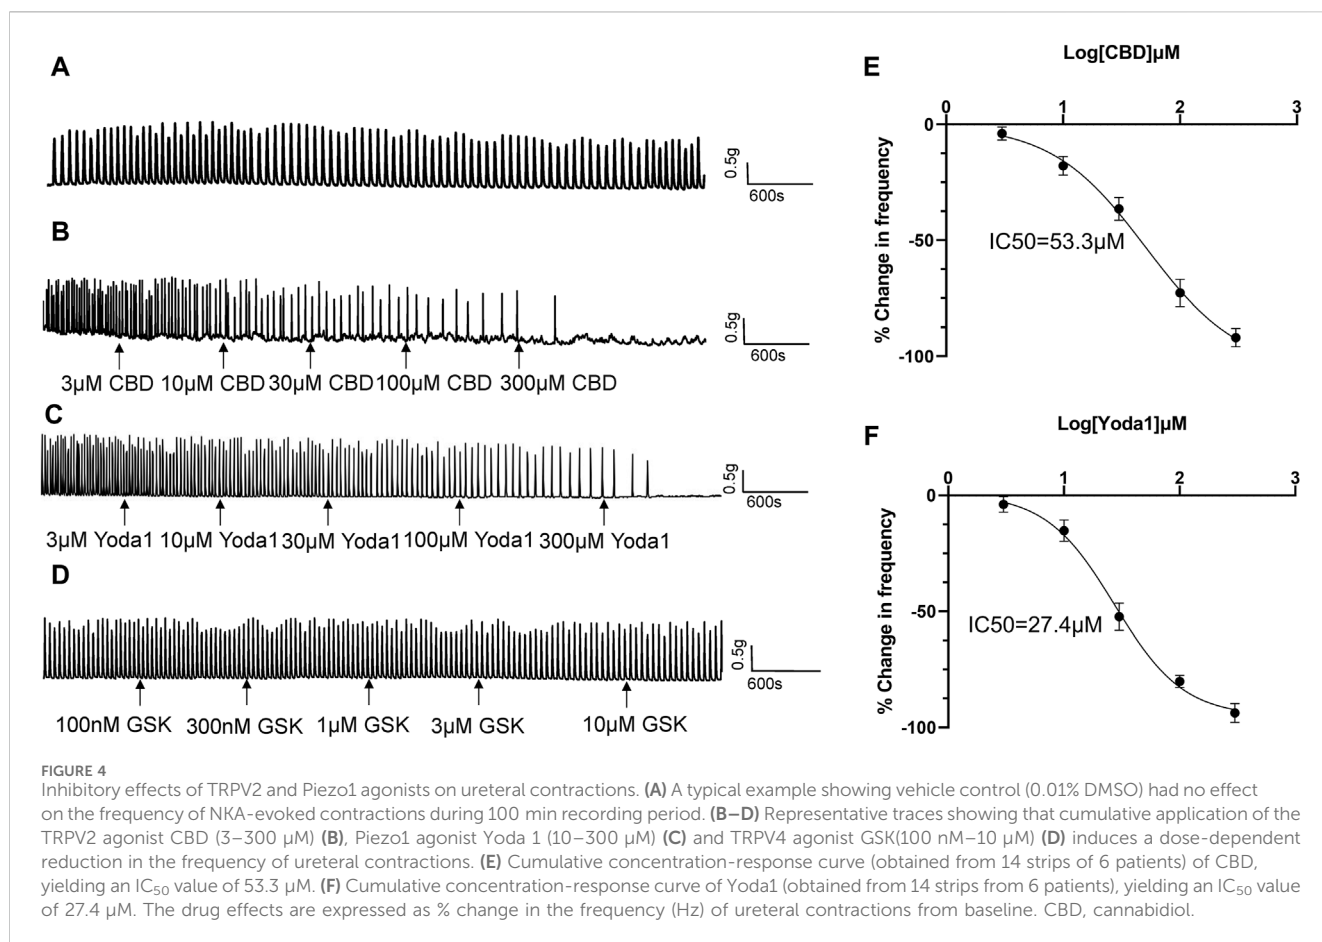 A
0.5g
600s
B
0.5g
600s
3µM CBD 10µM CBD 30µM CBD 100µM CBD 300µM CBD
C
0.5g
600s
3µM Yoda1 10µM Yoda1 30µM Yoda1 100µM Yoda1 300µM Yoda1
D
0.5g
600s
100nM GSK 300nM GSK 1µM GSK 3µM GSK 10µM GSK
E
Log[CBD]µM
0 1 2 3
0
-50
-100
% Change in frequency
IC50=53.3µM
F
Log[Yoda1]µM
0 1 2 3
0
-50
-100
% Change in frequency
IC50=27.4µM
FIGURE 4
Inhibitory effects of TRPV2 and Piezo1 agonists on ureteral contractions. (A) A typical example showing vehicle control (0.01% DMSO) had no effect
on the frequency of NKA-evoked contractions during 100 min recording period. (B–D) Representative traces showing that cumulative application of the
TRPV2 agonist CBD (3–300 µM) (B), Piezo1 agonist Yoda 1 (10–300 µM) (C) and TRPV4 agonist GSK(100 nM–10 µM) (D) induces a dose-dependent
reduction in the frequency of ureteral contractions. (E) Cumulative concentration-response curve (obtained from 14 strips of 6 patients) of CBD,
yielding an IC50 value of 53.3 µM. (F) Cumulative concentration-response curve of Yoda1 (obtained from 14 strips from 6 patients), yielding an IC50 value
of 27.4 µM. The drug effects are expressed as % change in the frequency (Hz) of ureteral contractions from baseline. CBD, cannabidiol.